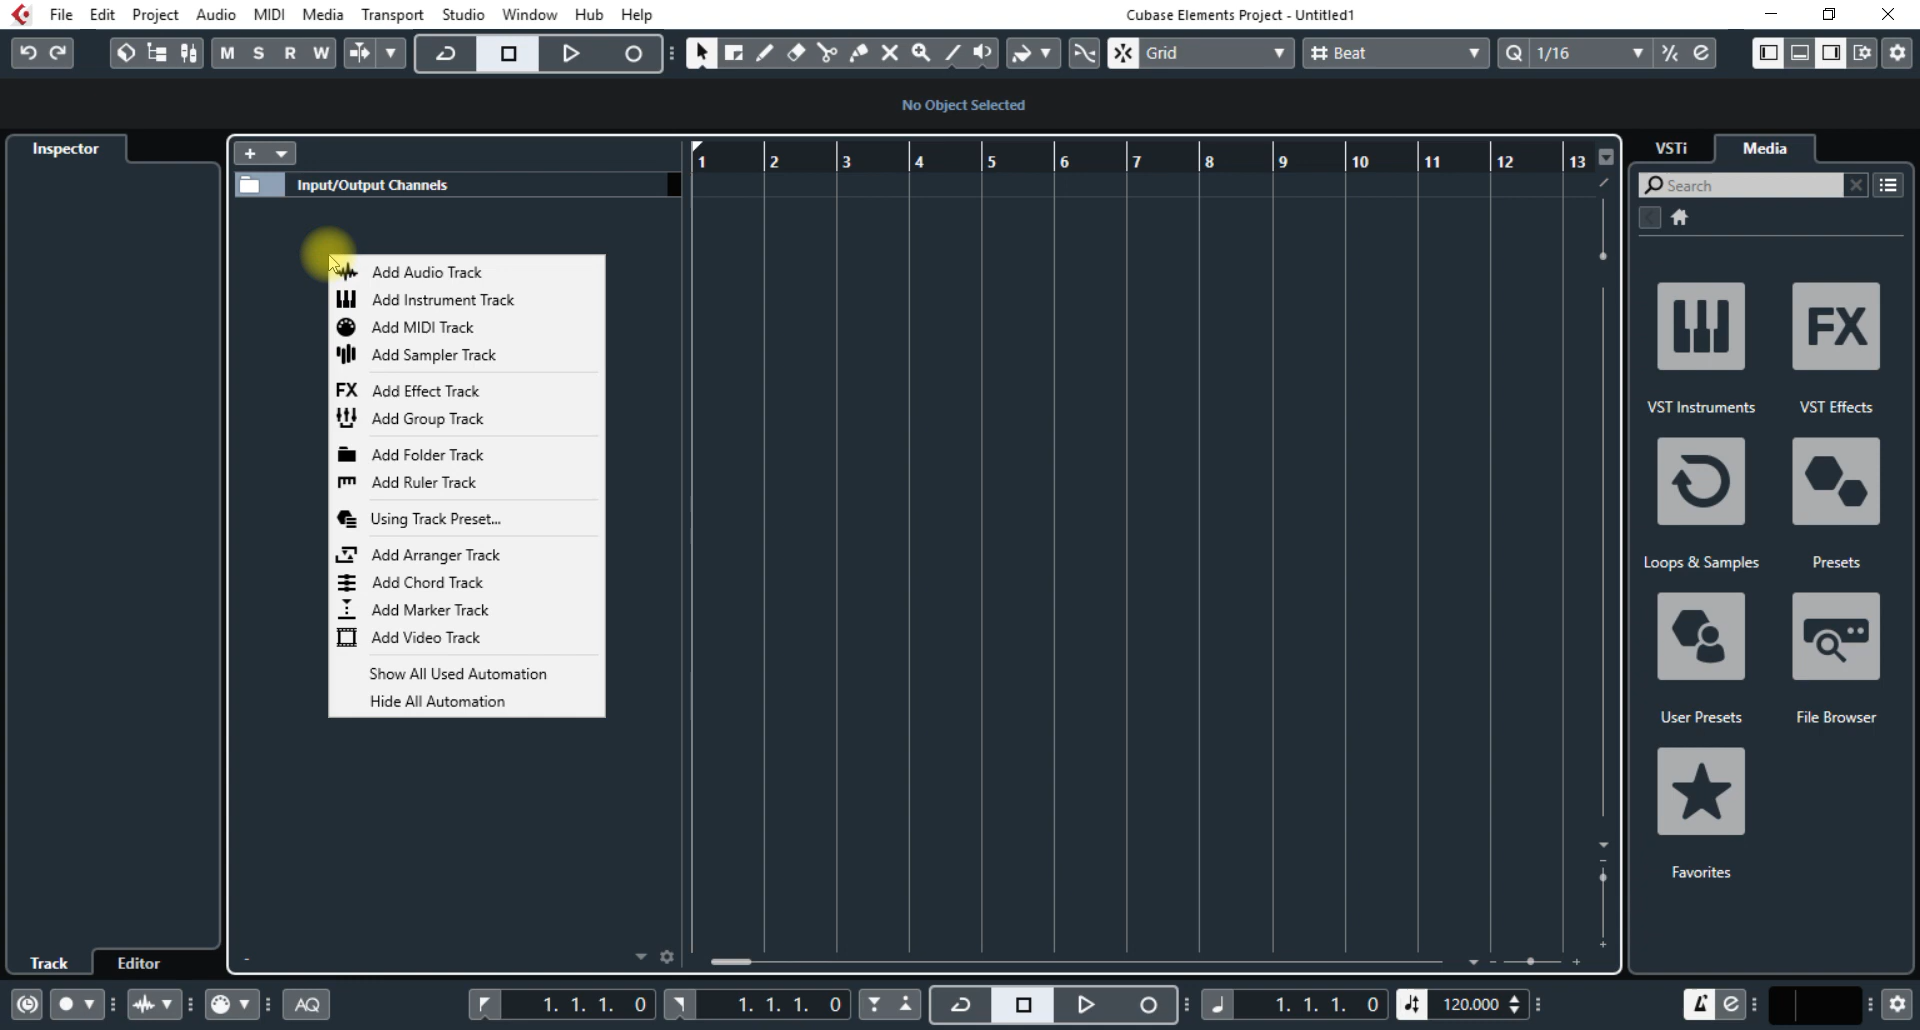 File Edit Project Audio MIDI Media Transport Studio Window Hub Help
Cubase Elements Project - Untitled1
M S R W
Grid
Beat
Q 1/16
e
No Object Selected
Inspector
+
Input/Output Channels
1 2 3 4 5 6 7 8 9 10 11 12 13
VSTi
Media
Search
Add Audio Track
Add Instrument Track
Add MIDI Track
Add Sampler Track
FX Add Effect Track
Add Group Track
Add Folder Track
Add Ruler Track
Using Track Preset...
Add Arranger Track
Add Chord Track
Add Marker Track
Add Video Track
Show All Used Automation
Hide All Automation
FX
VST Instruments
VST Effects
Loops & Samples
Presets
User Presets
File Browser
Favorites
Track
Editor
AQ
1. 1. 1. 0
1. 1. 1. 0
1. 1. 1. 0
120.000
e